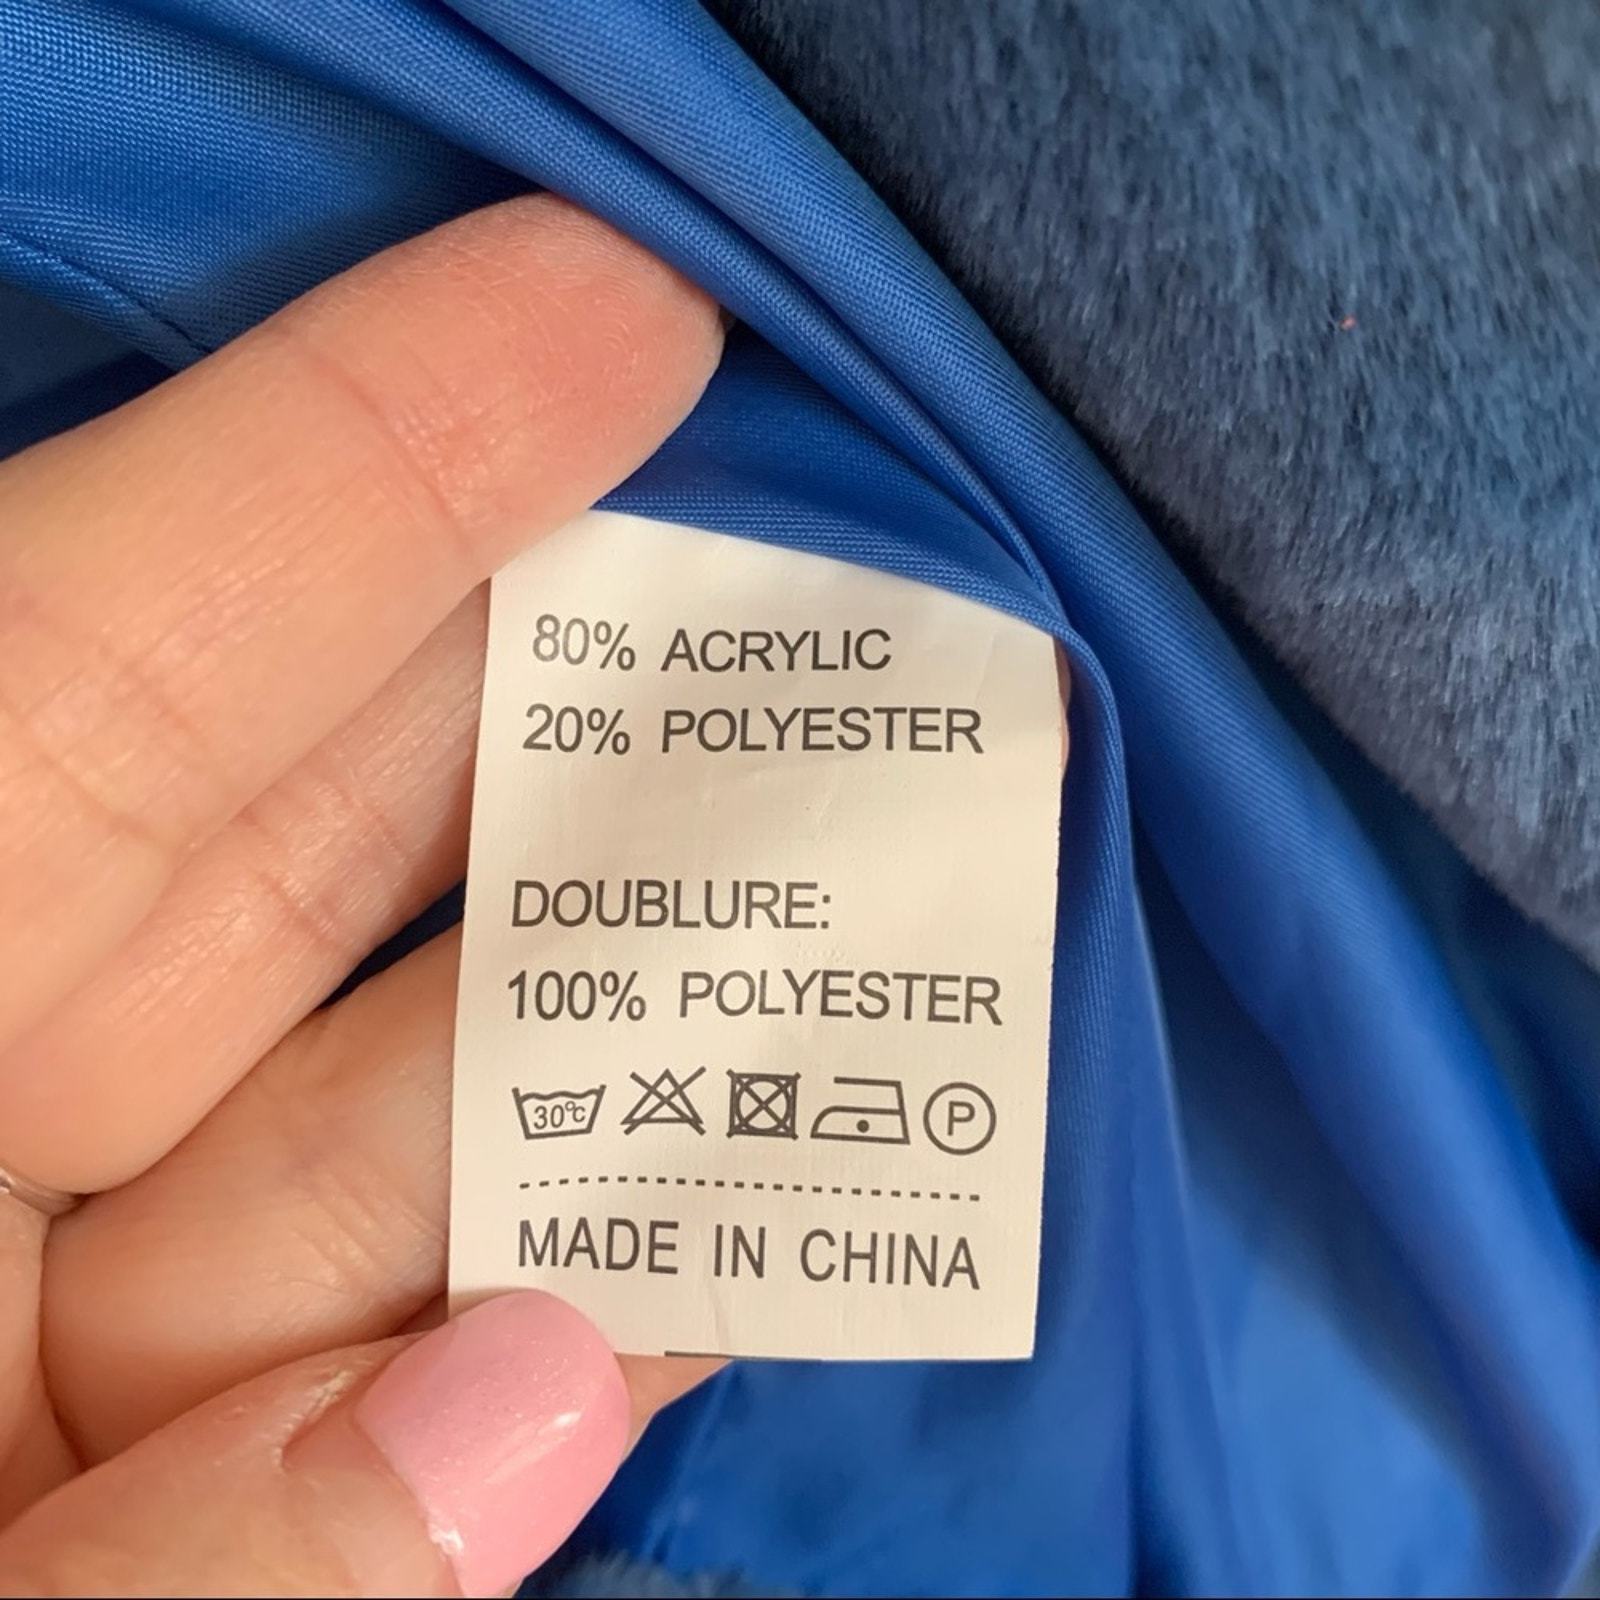 80% ACRYLIC
20% POLYESTER
DOUBLURE:
100% POLYESTER
30°C P
MADE IN CHINA